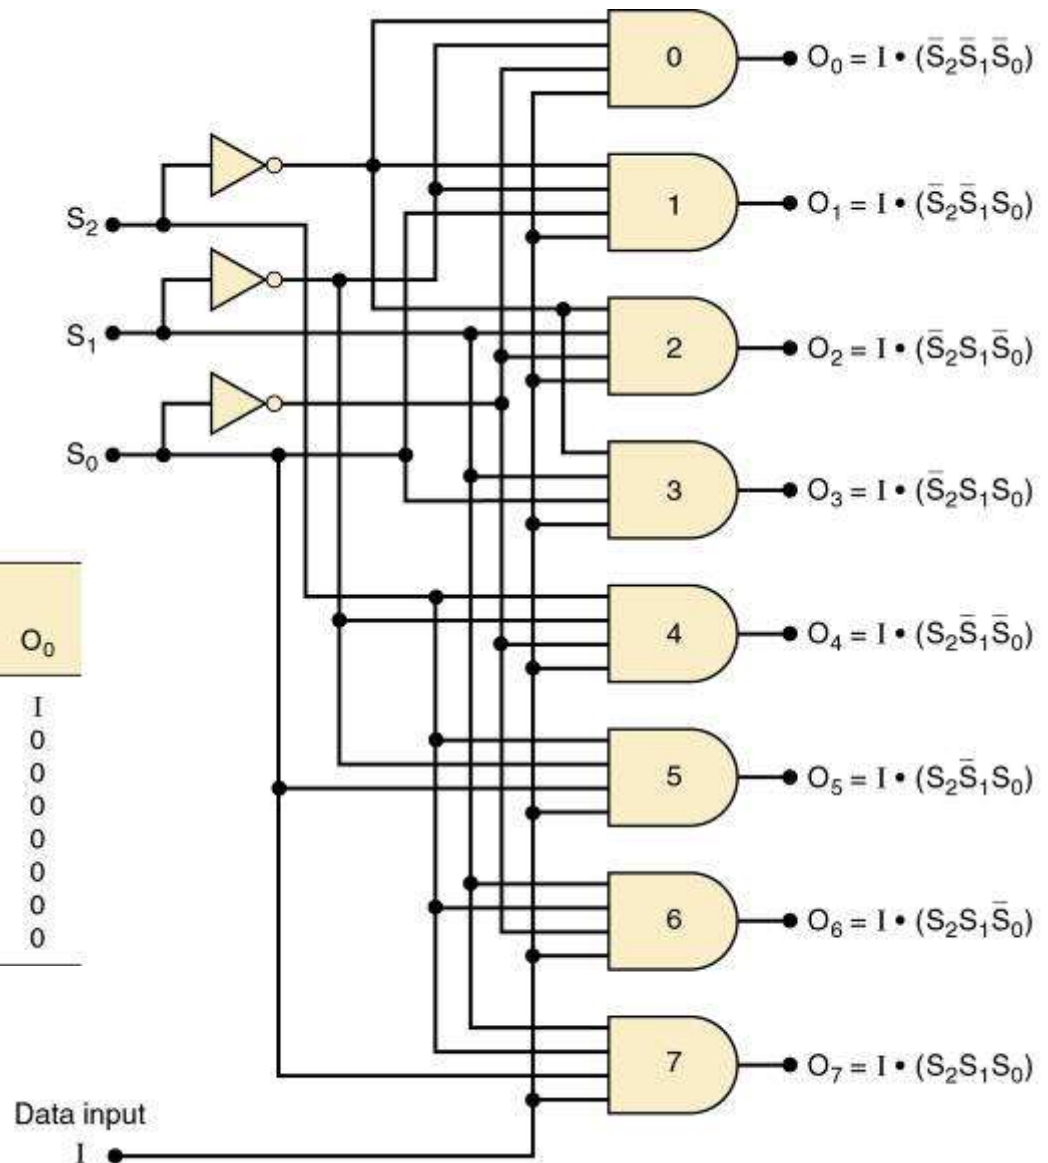 0
O₀ = I • (S̅₂S̅₁S̅₀)
S₂
1
O₁ = I • (S̅₂S̅₁S₀)
S₁
2
O₂ = I • (S̅₂S₁S̅₀)
S₀
3
O₃ = I • (S̅₂S₁S₀)
O₀
4
O₄ = I • (S₂S̅₁S̅₀)
I
0
0
0
0
0
0
0
5
O₅ = I • (S₂S̅₁S₀)
6
O₆ = I • (S₂S₁S̅₀)
7
O₇ = I • (S₂S₁S₀)
Data input
I